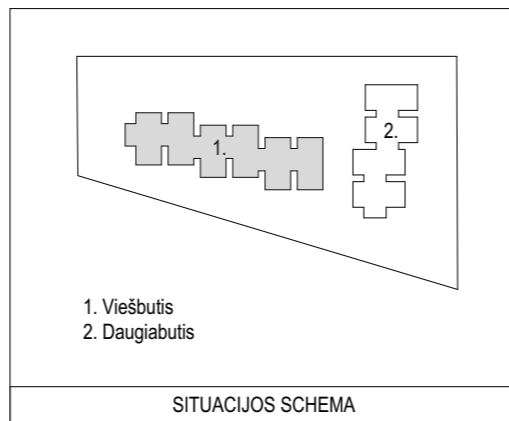 1.
2.
1. Viešbutis
2. Daugiabutis
SITUACIJOS SCHEMA